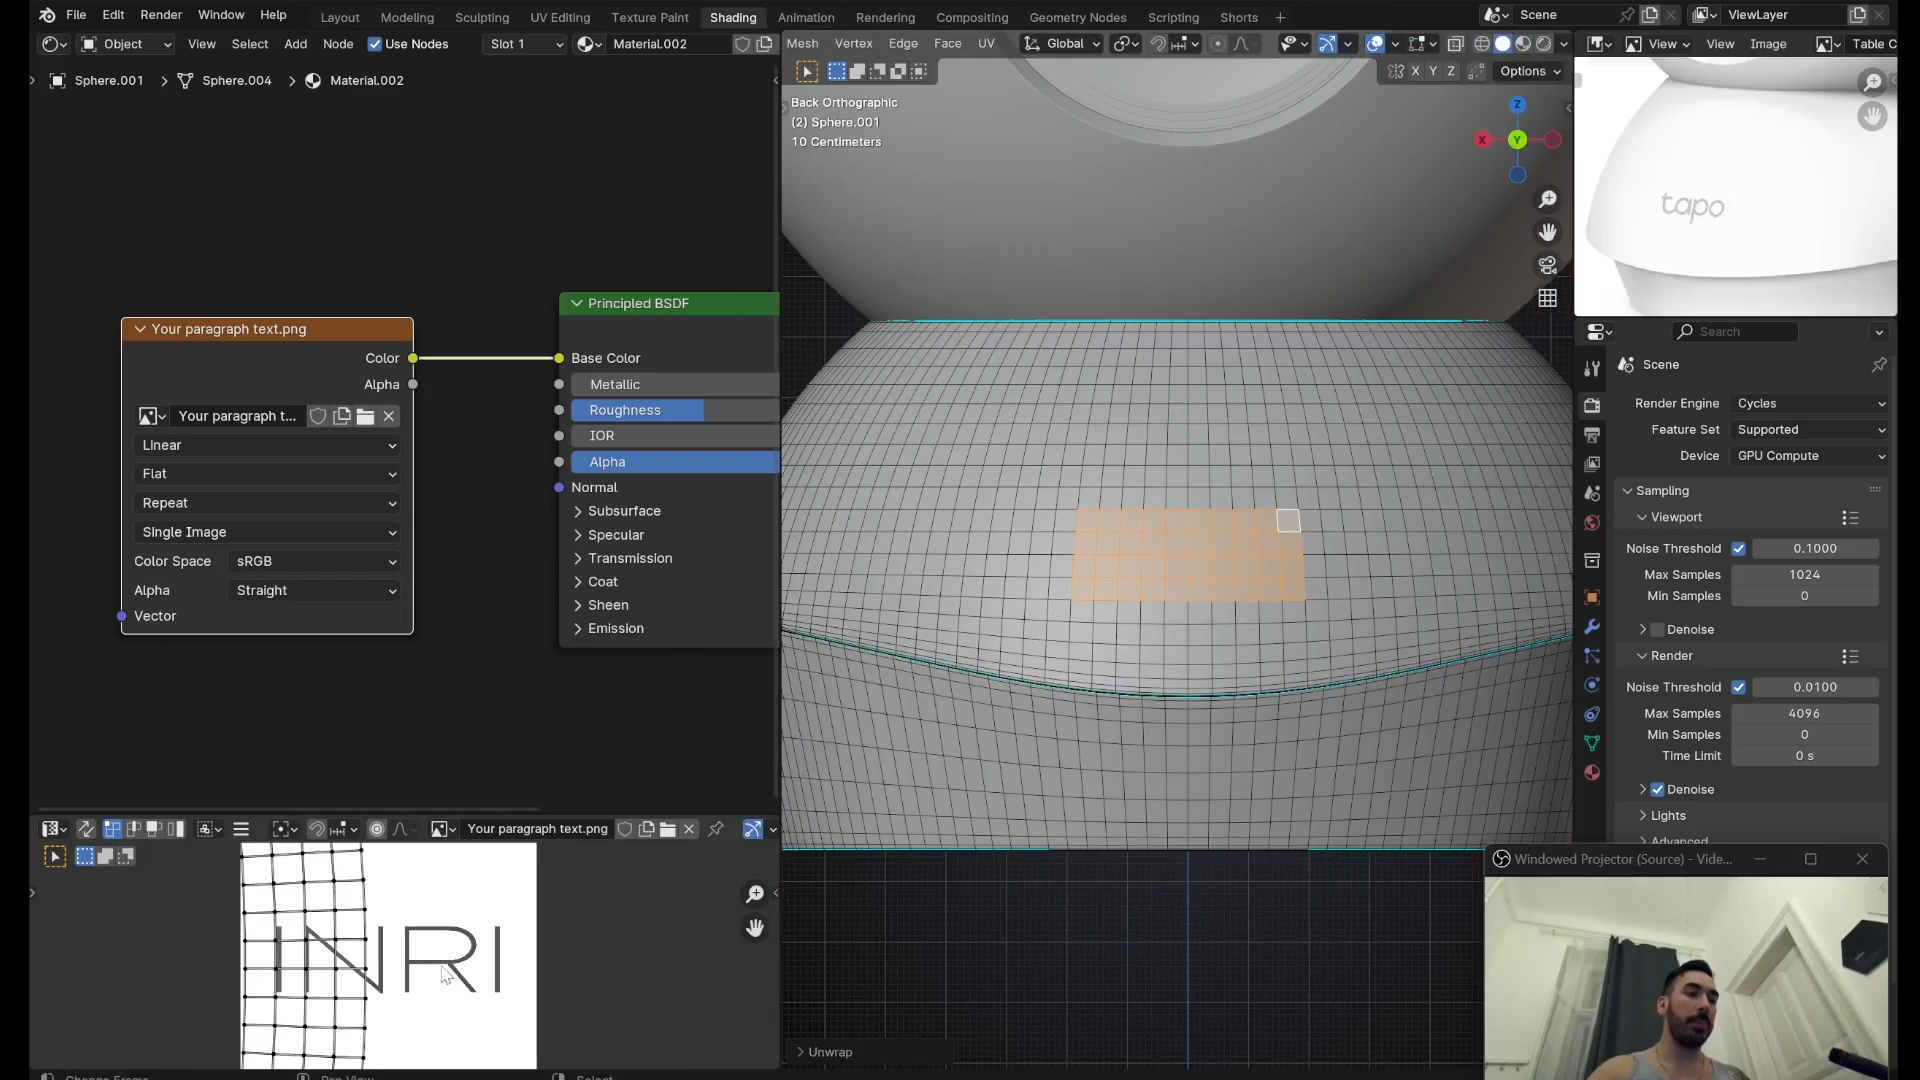 File Edit Render Window Help
Layout Modeling Sculpting UV Editing Texture Paint Shading Animation Rendering Compositing Geometry Nodes Scripting Shorts
Scene
ViewLayer
Object View Select Add Node Use Nodes Slot 1 Material.002
Mesh Vertex Edge Face UV Global
View View Image Table C
Sphere.001 Sphere.004 Material.002
X Y Z Options
Back Orthographic
(2) Sphere.001
10 Centimeters
Z
X Y
tapo
Search
Scene
Render Engine Cycles
Feature Set Supported
Device GPU Compute
Sampling
Viewport
Noise Threshold 0.1000
Max Samples 1024
Min Samples 0
Denoise
Render
Noise Threshold 0.0100
Max Samples 4096
Min Samples 0
Time Limit 0 s
Denoise
Lights
Advanced
Your paragraph text.png
Color
Alpha
Your paragraph t...
Linear
Flat
Repeat
Single Image
Color Space sRGB
Alpha Straight
Vector
Principled BSDF
Base Color
Metallic
Roughness
IOR
Alpha
Normal
Subsurface
Specular
Transmission
Coat
Sheen
Emission
Your paragraph text.png
INRI
Unwrap
Windowed Projector (Source) - Vide...
Change Frame Pan View Select